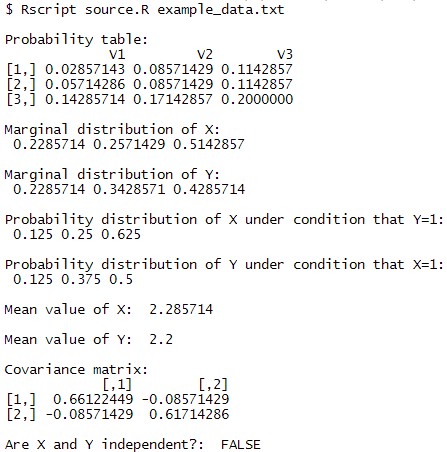 $ Rscript source.R example_data.txt
Probability table:
V1 V2 V3
[1,] 0.02857143 0.08571429 0.1142857
[2,] 0.05714286 0.08571429 0.1142857
[3,] 0.14285714 0.17142857 0.2000000
Marginal distribution of X:
0.2285714 0.2571429 0.5142857
Marginal distribution of Y:
0.2285714 0.3428571 0.4285714
Probability distribution of X under condition that Y=1:
0.125 0.25 0.625
Probability distribution of Y under condition that X=1:
0.125 0.375 0.5
Mean value of X: 2.285714
Mean value of Y: 2.2
Covariance matrix:
[,1] [,2]
[1,] 0.66122449 -0.08571429
[2,] -0.08571429 0.61714286
Are X and Y independent?: FALSE